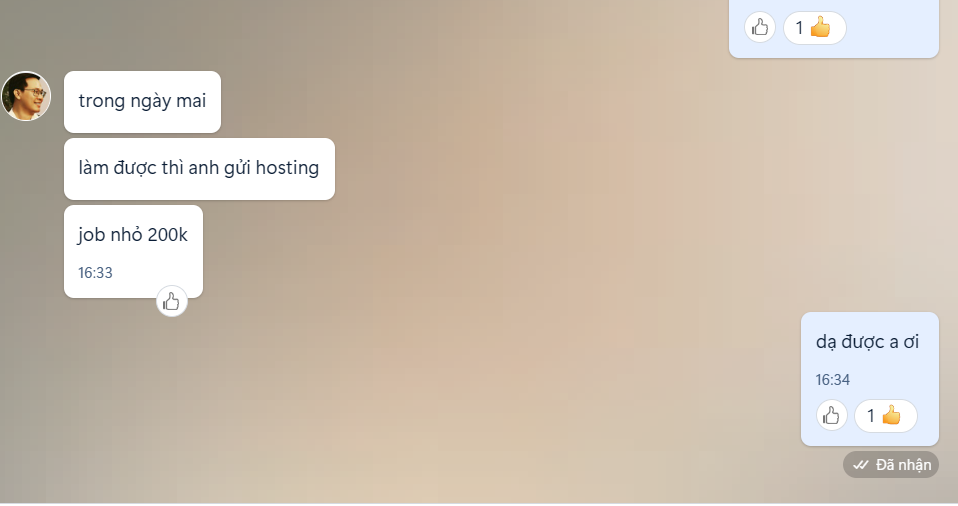 1 👍
trong ngày mai
làm được thì anh gửi hosting
job nhỏ 200k
16:33
dạ được a ơi
16:34
1 👍
Đã nhận